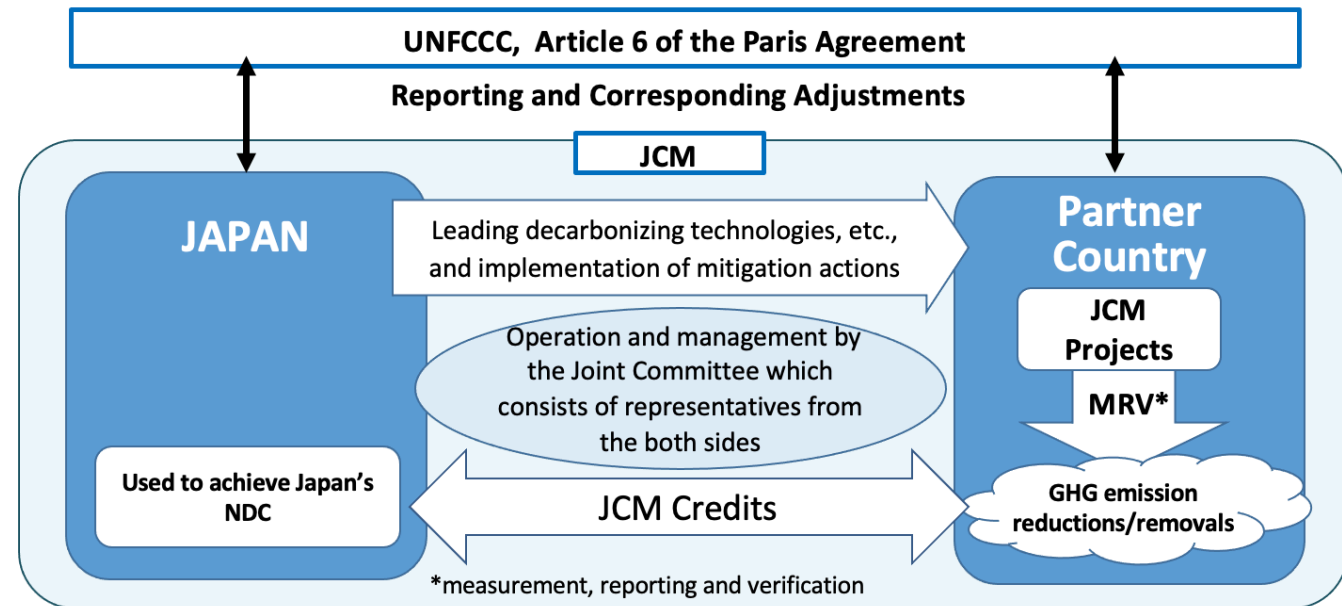 UNFCCC, Article 6 of the Paris Agreement
Reporting and Corresponding Adjustments
JCM
JAPAN
Leading decarbonizing technologies, etc.,
and implementation of mitigation actions
Partner
Country
JCM
Projects
Operation and management by
the Joint Committee which
consists of representatives from
the both sides
MRV*
Used to achieve Japan's
NDC
JCM Credits
GHG emission
reductions/removals
*measurement, reporting and verification